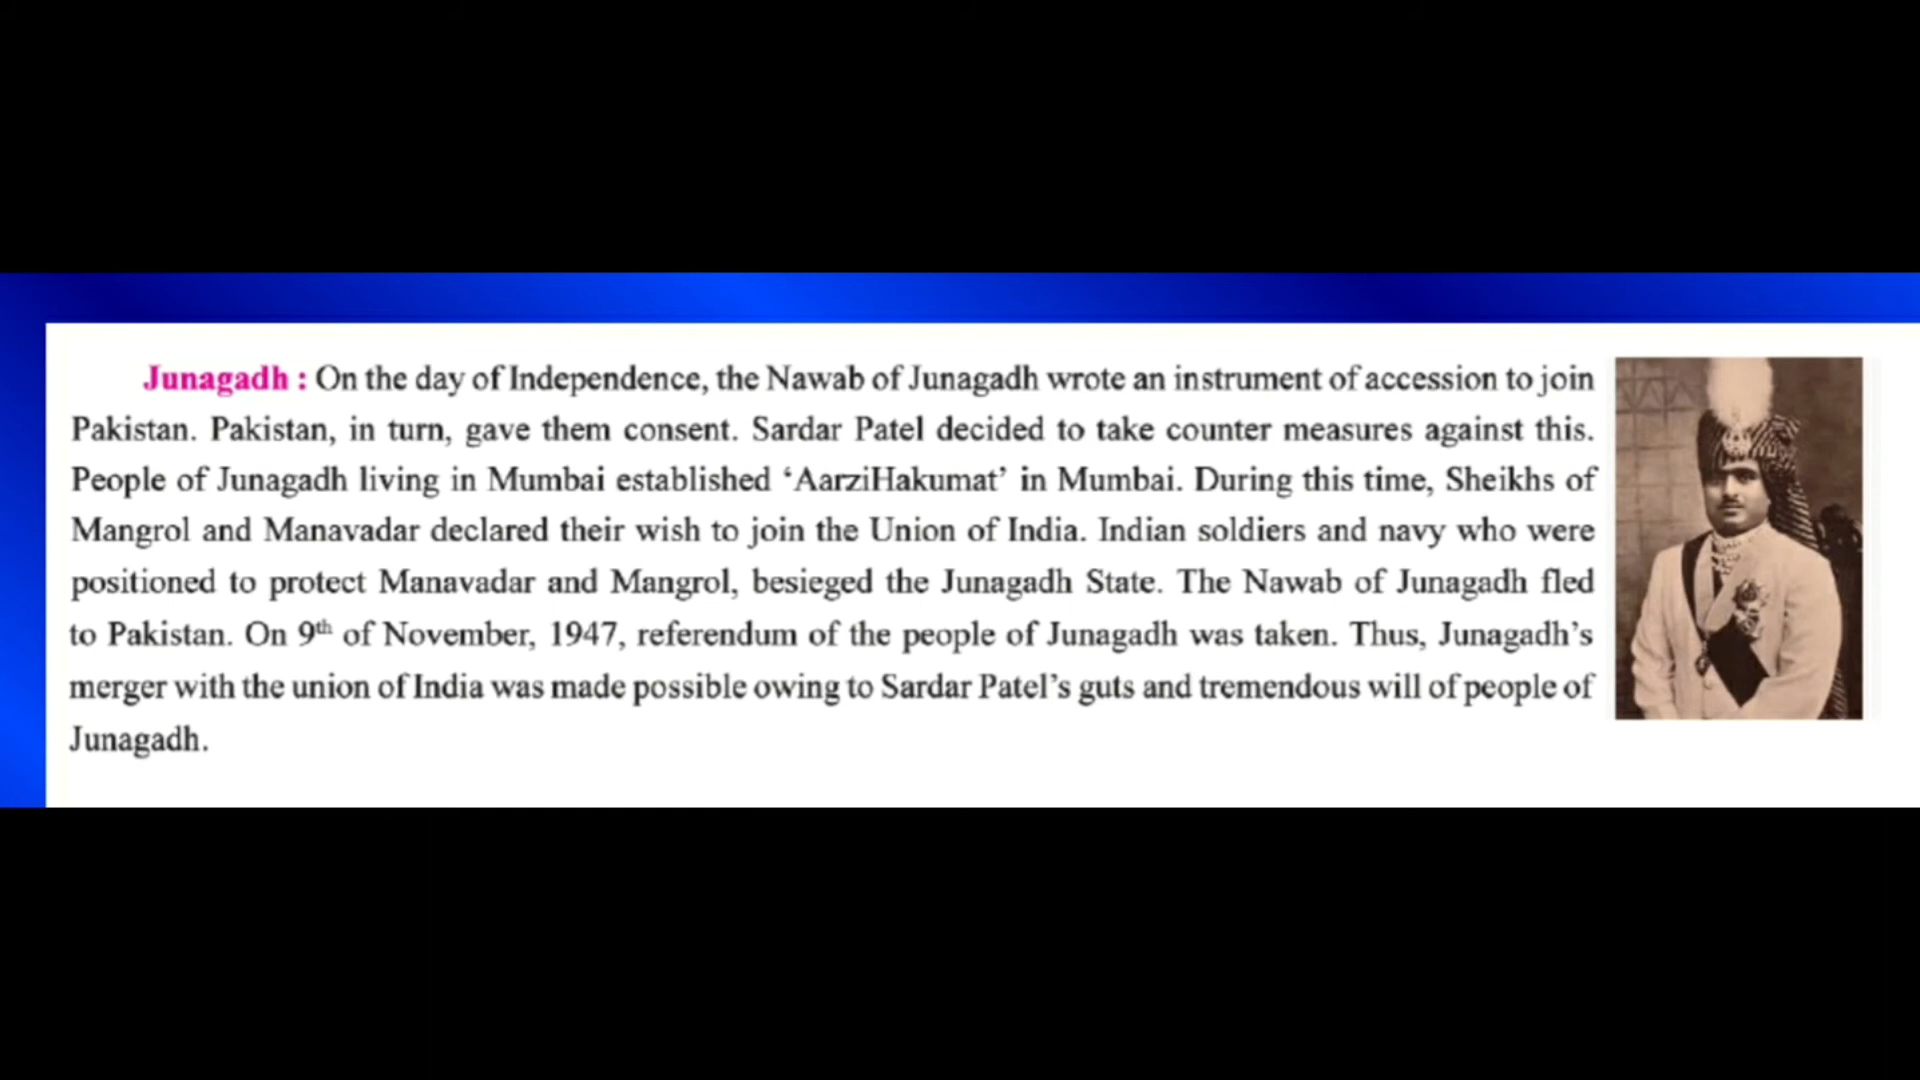 Junagadh : On the day of Independence, the Nawab of Junagadh wrote an instrument of accession to join
Pakistan. Pakistan, in turn, gave them consent. Sardar Patel decided to take counter measures against this.
People of Junagadh living in Mumbai established ‘AarziHakumat’ in Mumbai. During this time, Sheikhs of
Mangrol and Manavadar declared their wish to join the Union of India. Indian soldiers and navy who were
positioned to protect Manavadar and Mangrol, besieged the Junagadh State. The Nawab of Junagadh fled
to Pakistan. On 9th of November, 1947, referendum of the people of Junagadh was taken. Thus, Junagadh’s
merger with the union of India was made possible owing to Sardar Patel’s guts and tremendous will of people of
Junagadh.